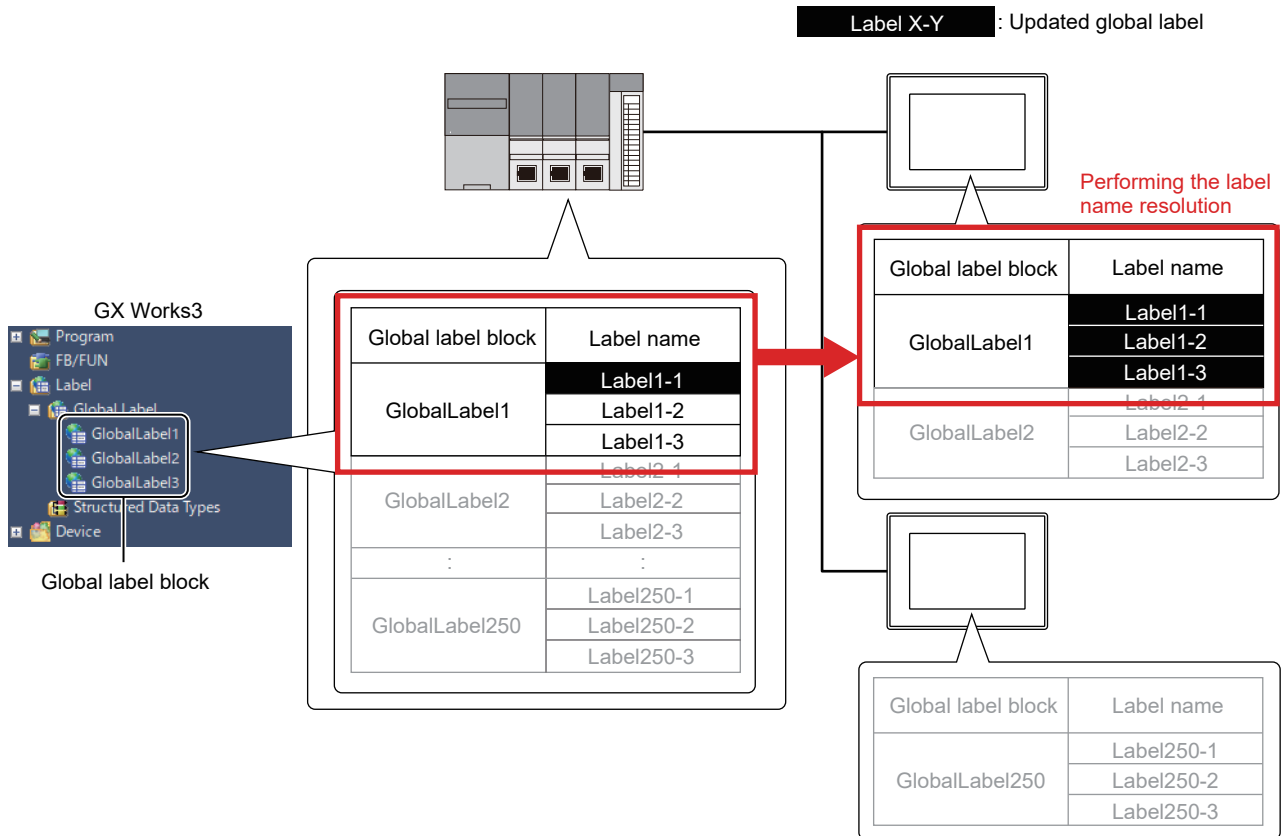 Label X-Y : Updated global label
Performing the label
name resolution
GX Works3
Program
FB/FUN
Label
Global Label
GlobalLabel1
GlobalLabel2
GlobalLabel3
Structured Data Types
Device
Global label block
Global label block Label name
GlobalLabel1
Label1-1
Label1-2
Label1-3
GlobalLabel2
Label2-1
Label2-2
Label2-3
: :
GlobalLabel250
Label250-1
Label250-2
Label250-3
Global label block Label name
GlobalLabel1
Label1-1
Label1-2
Label1-3
GlobalLabel2
Label2-1
Label2-2
Label2-3
Global label block Label name
GlobalLabel250
Label250-1
Label250-2
Label250-3